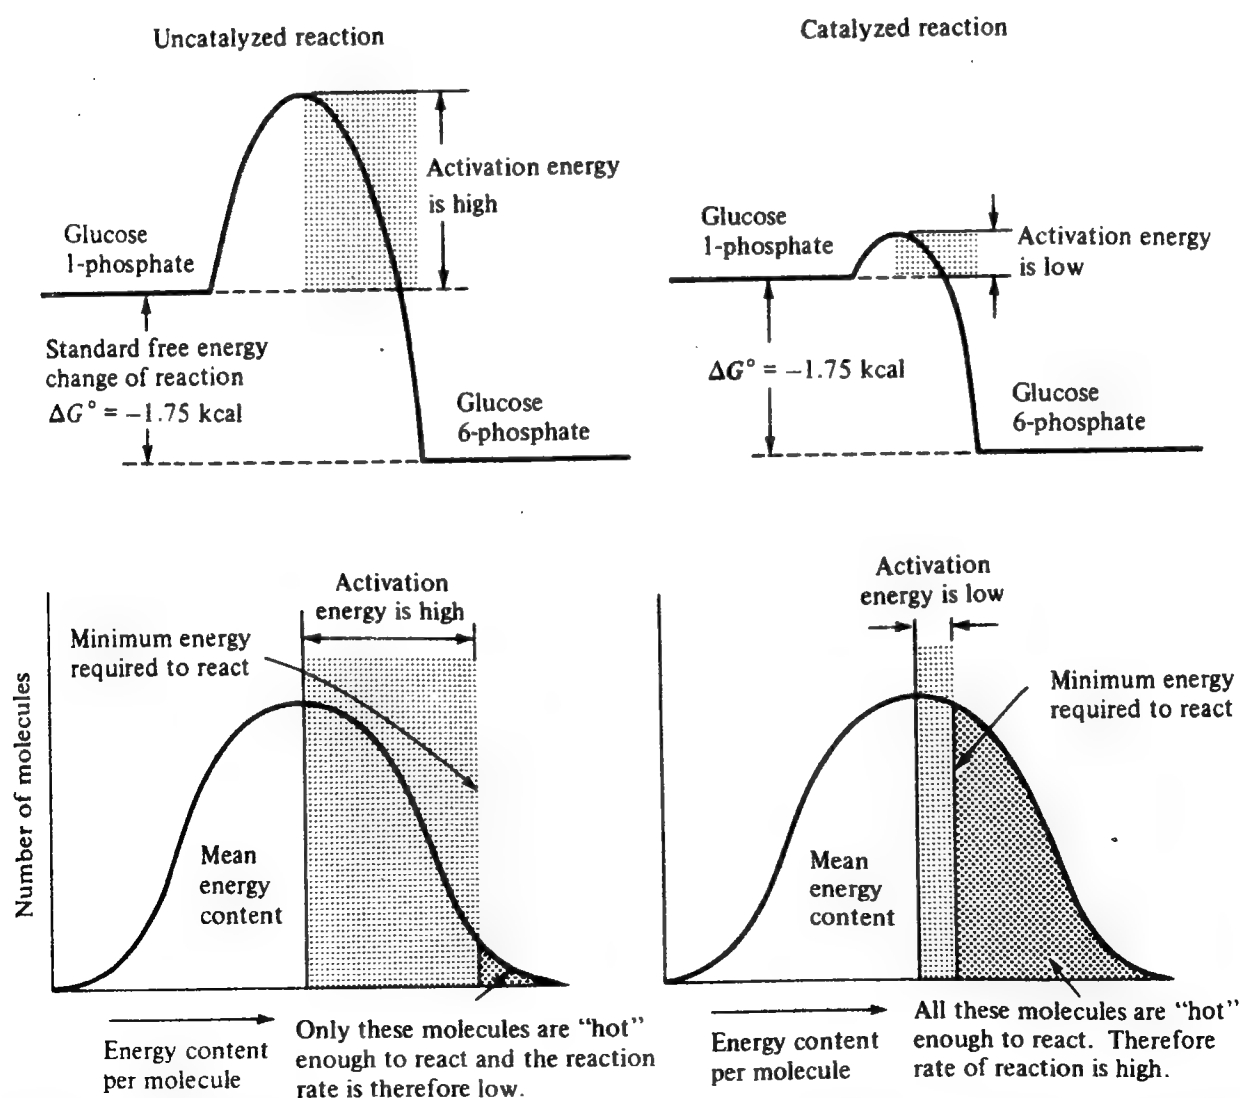 Uncatalyzed reaction
Activation energy
is high
Glucose
1-phosphate
Standard free energy
change of reaction
ΔG° = −1.75 kcal
Glucose
6-phosphate
Catalyzed reaction
Glucose
1-phosphate
Activation energy
is low
ΔG° = −1.75 kcal
Glucose
6-phosphate
Activation
energy is high
Minimum energy
required to react
Number of molecules
Mean
energy
content
Energy content
per molecule
Only these molecules are “hot”
enough to react and the reaction
rate is therefore low.
Activation
energy is low
Minimum energy
required to react
Mean
energy
content
Energy content
per molecule
All these molecules are “hot”
enough to react. Therefore
rate of reaction is high.